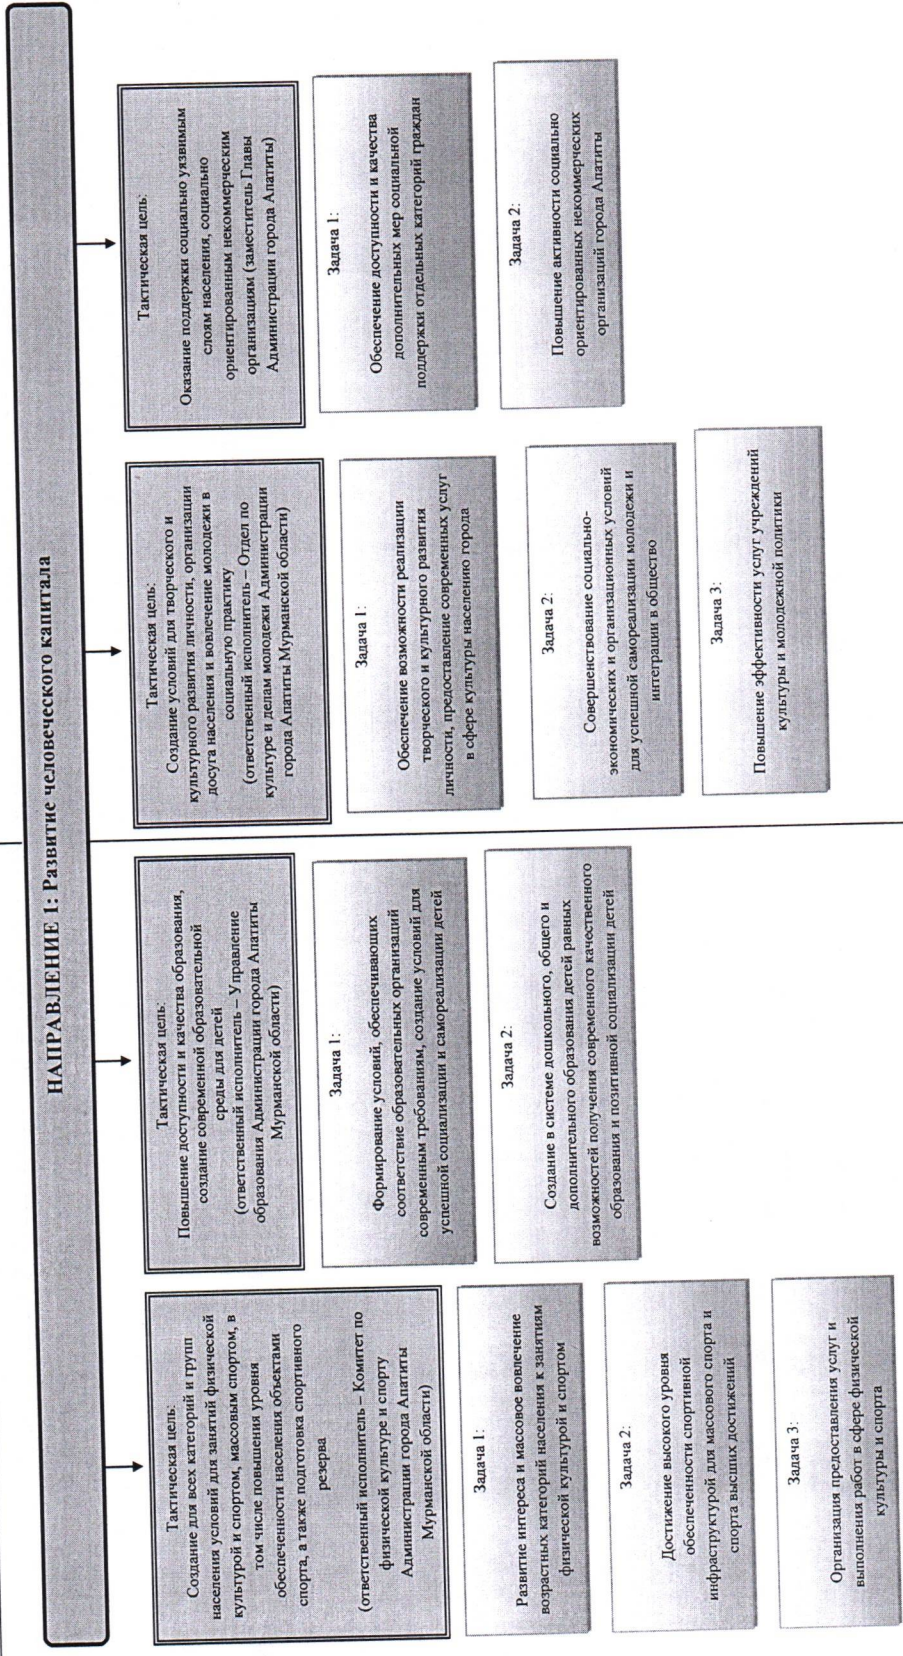 НАПРАВЛЕНИЕ 1: Развитие человеческого капитала
Тактическая цель:
Создание для всех категорий и групп
населения условий для занятий физической
культурой и спортом, массовым спортом, в
том числе повышения уровня
обеспеченности населения объектами
спорта, а также подготовка спортивного
резерва
(ответственный исполнитель – Комитет по
физической культуре и спорту
Администрации города Апатиты
Мурманской области)
Задача 1:
Развитие интереса и массовое вовлечение
возрастных категорий населения к занятиям
физической культурой и спортом
Задача 2:
Достижение высокого уровня
обеспеченности спортивной
инфраструктурой для массового спорта и
спорта высших достижений
Задача 3:
Организация предоставления услуг и
выполнения работ в сфере физической
культуры и спорта
Тактическая цель:
Повышение доступности и качества образования,
создание современной образовательной
среды для детей
(ответственный исполнитель – Управление
образования Администрации города Апатиты
Мурманской области)
Задача 1:
Формирование условий, обеспечивающих
соответствие образовательных организаций
современным требованиям, создание условий для
успешной социализации и самореализации детей
Задача 2:
Создание в системе дошкольного, общего и
дополнительного образования детей равных
возможностей получения современного качественного
образования и позитивной социализации детей
Тактическая цель:
Создание условий для творческого и
культурного развития личности, организации
досуга населения и вовлечение молодежи в
социальную практику
(ответственный исполнитель – Отдел по
культуре и делам молодежи Администрации
города Апатиты Мурманской области)
Задача 1:
Обеспечение возможности реализации
творческого и культурного развития
личности, предоставление современных услуг
в сфере культуры населению города
Задача 2:
Совершенствование социально-
экономических и организационных условий
для успешной самореализации молодежи и
интеграции в общество
Задача 3:
Повышение эффективности услуг учреждений
культуры и молодежной политики
Тактическая цель:
Оказание поддержки социально уязвимым
слоям населения, социально
ориентированным некоммерческим
организациям (заместитель Главы
Администрации города Апатиты)
Задача 1:
Обеспечение доступности и качества
дополнительных мер социальной
поддержки отдельных категорий граждан
Задача 2:
Повышение активности социально
ориентированных некоммерческих
организаций города Апатиты